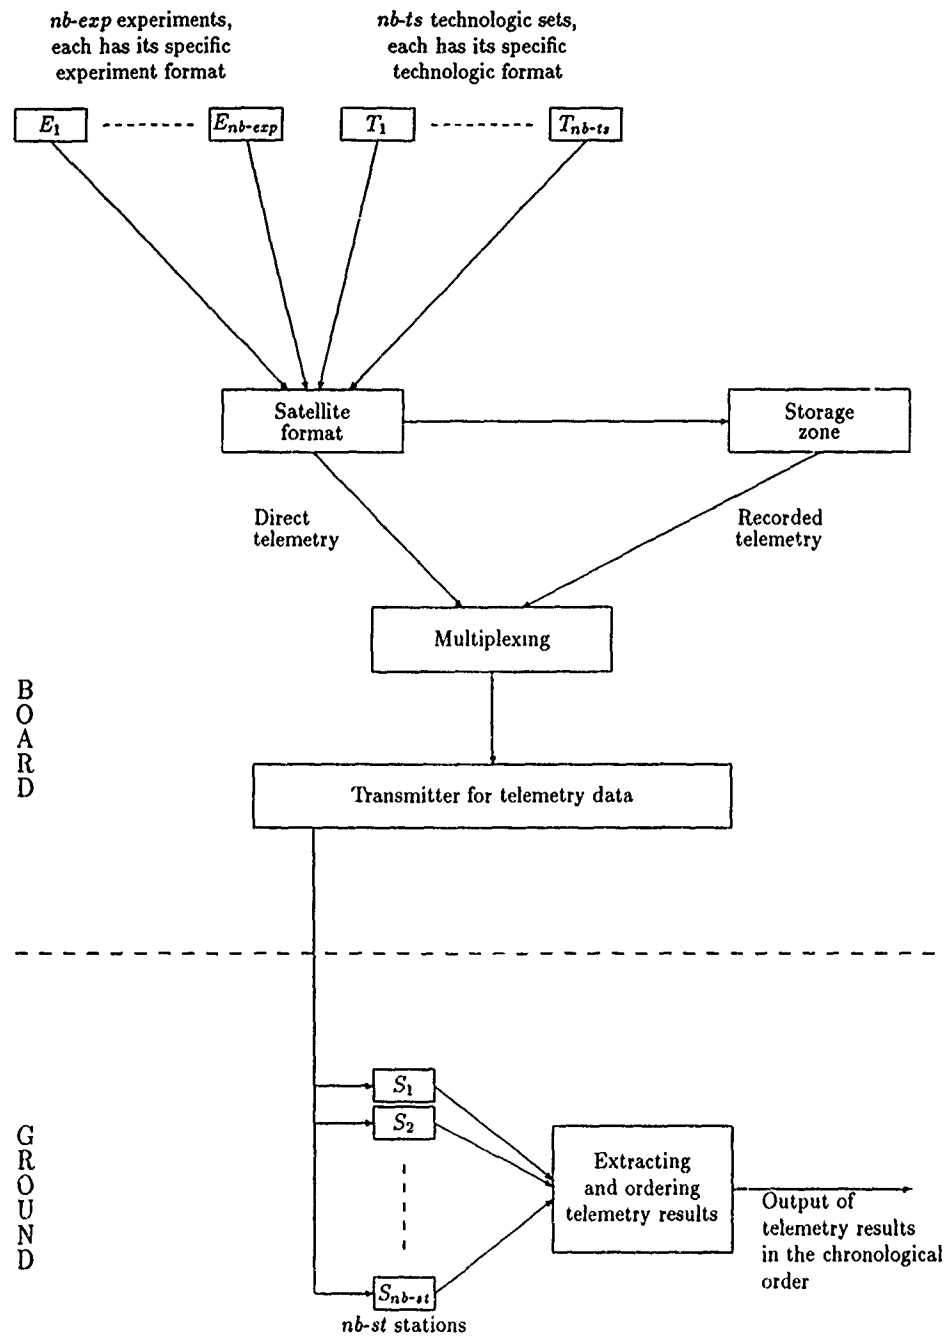 nb-exp experiments,
each has its specific
experiment format
nb-ts technologic sets,
each has its specific
technologic format
E1
Enb-exp
T1
Tnb-ts
Satellite
format
Storage
zone
Direct
telemetry
Recorded
telemetry
Multiplexing
BOARD
Transmitter for telemetry data
GROUND
S1
S2
Snb-st
nb-st stations
Extracting
and ordering
telemetry results
Output of
telemetry results
in the chronological
order